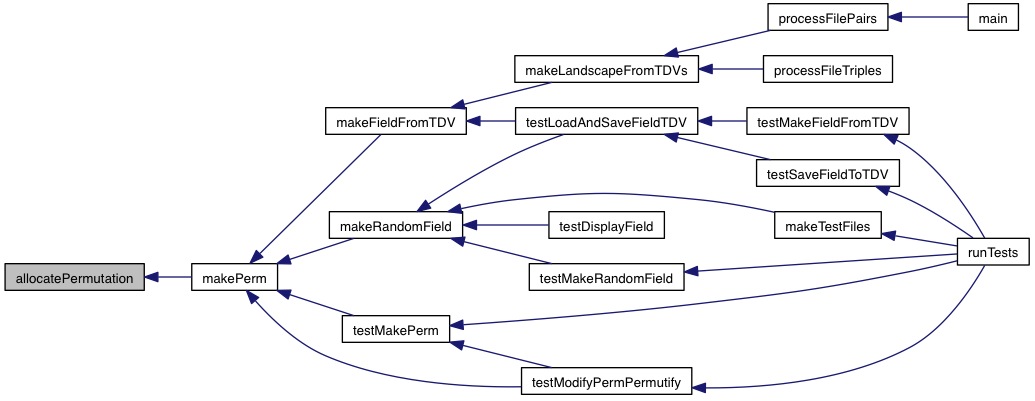 processFilePairs
main
makeLandscapeFromTDVs
processFileTriples
makeFieldFromTDV
testLoadAndSaveFieldTDV
testMakeFieldFromTDV
testSaveFieldToTDV
makeRandomField
testDisplayField
makeTestFiles
runTests
allocatePermutation
makePerm
testMakeRandomField
testMakePerm
testModifyPermPermutify